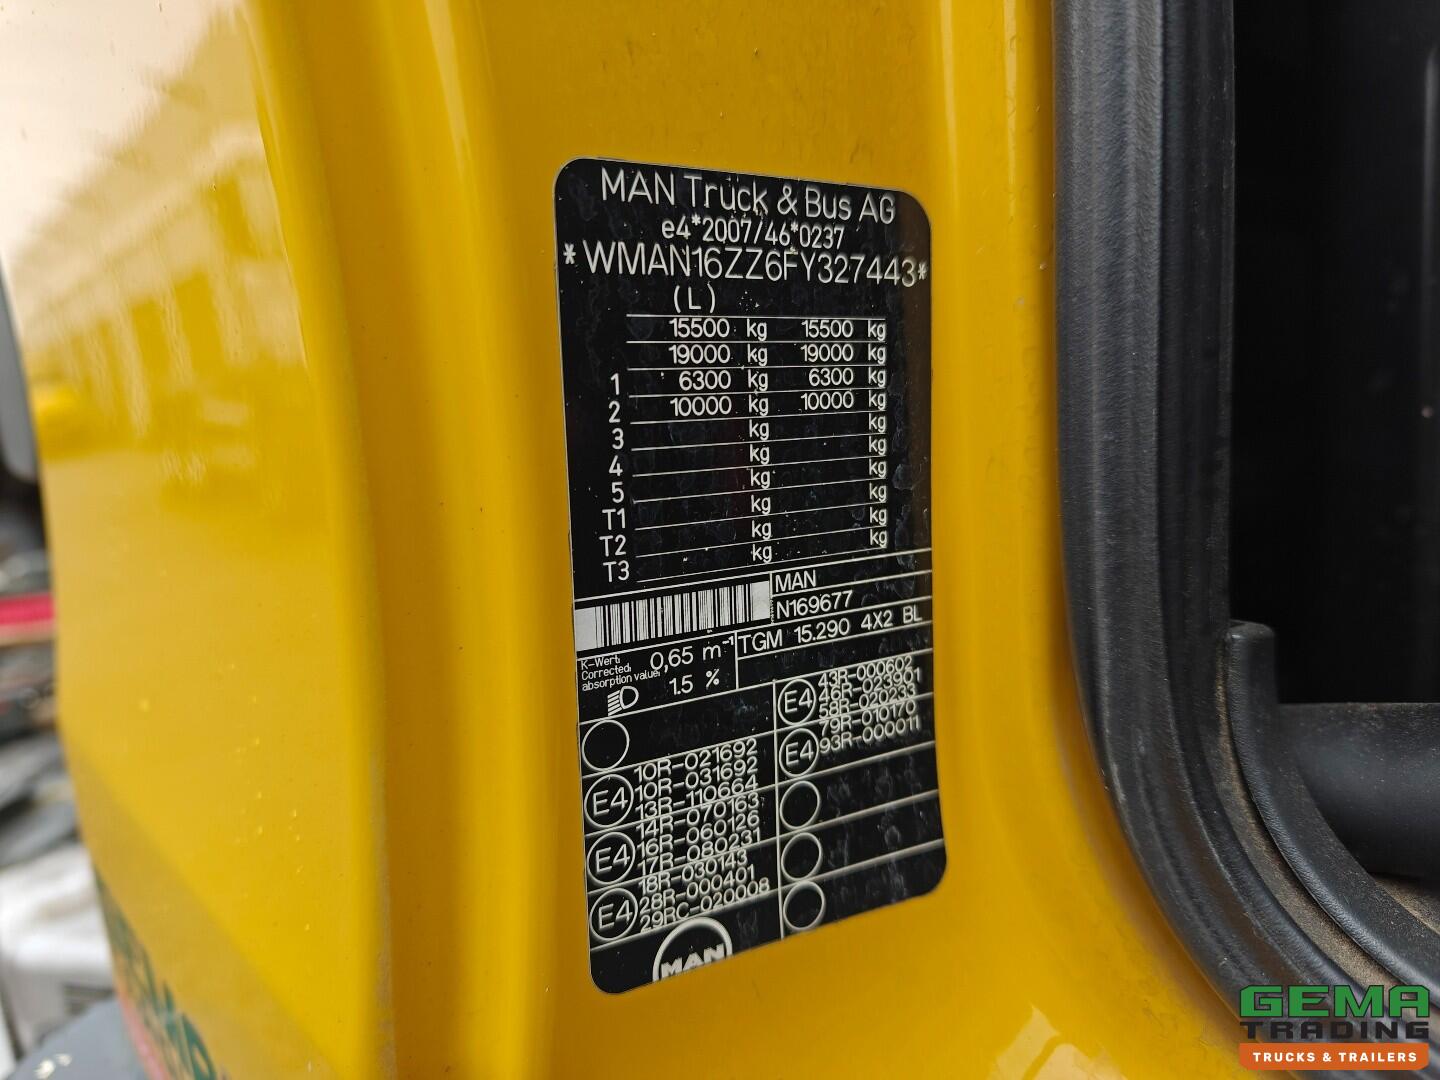 MAN Truck & Bus AG
e4*2007/46*0237
*WMAN16ZZ6FY327443*
(L)
15500 kg 15500 kg
19000 kg 19000 kg
1 6300 kg 6300 kg
2 10000 kg 10000 kg
3 kg kg
4 kg kg
5 kg kg
T1 kg kg
T2 kg kg
T3 kg kg
MAN
N169677
TGM 15.290 4X2 BL
K-Wert
Corrected
absorption value
0,65 m⁻¹
1.5 %
10R-021692
10R-031692
13R-110664
E4
14R-070163
16R-060126
17R-080231
E4
18R-030143
28R-000401
29RC-020008
E4
43R-000602
46R-023901
58R-020233
E4
79R-010170
93R-000011
E4
MAN
GEMA
TRADING
TRUCKS & TRAILERS